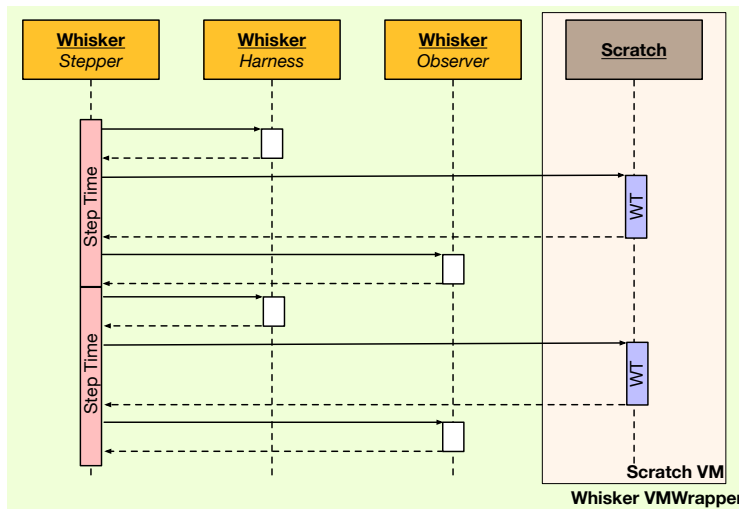 Whisker
Stepper
Whisker
Harness
Whisker
Observer
Scratch
Step Time
WT
Step Time
WT
Scratch VM
Whisker VMWrapper